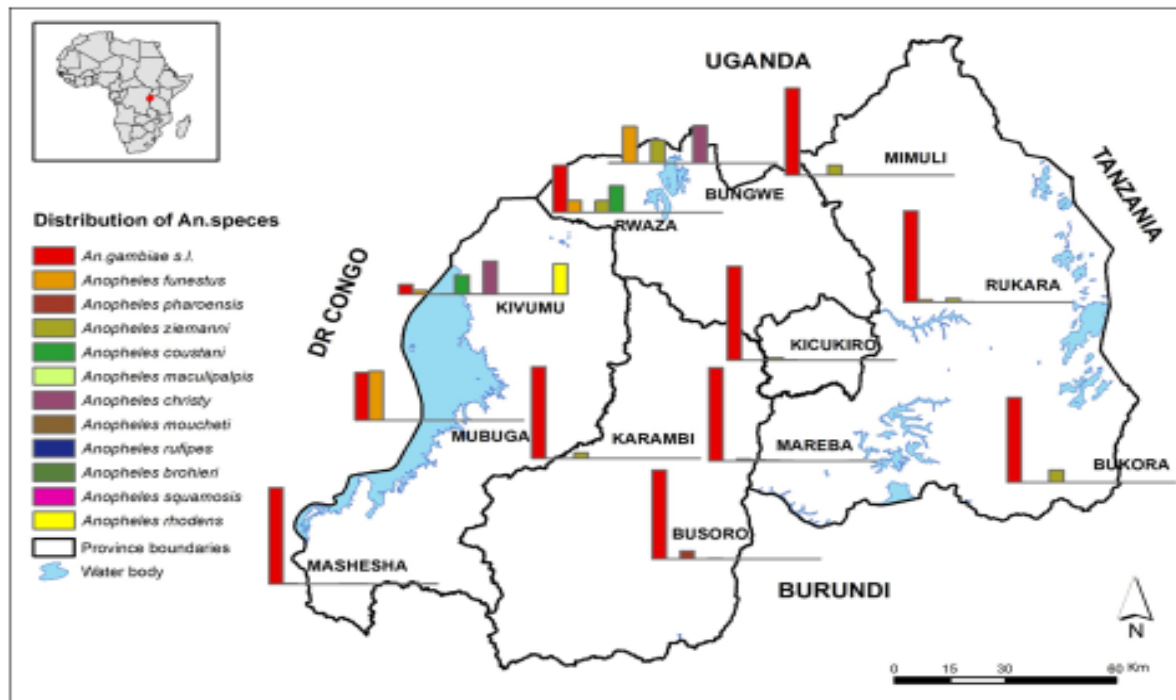 UGANDA
TANZANIA
DR CONGO
BURUNDI
MIMULI
BUNGWE
RWAZA
RUKARA
KIVUMU
KICUKIRO
MUBUGA
KARAMBI
MAREBA
BUKORA
BUSORO
MASHESHA
Distribution of An.speces
An.gambiae s.l.
Anopheles funestus
Anopheles pharoensis
Anopheles ziemanni
Anopheles coustani
Anopheles maculipalpis
Anopheles christy
Anopheles moucheti
Anopheles rufipes
Anopheles brohieri
Anopheles squamosis
Anopheles rhodens
Province boundaries
Water body
N
0 15 30 60 Km